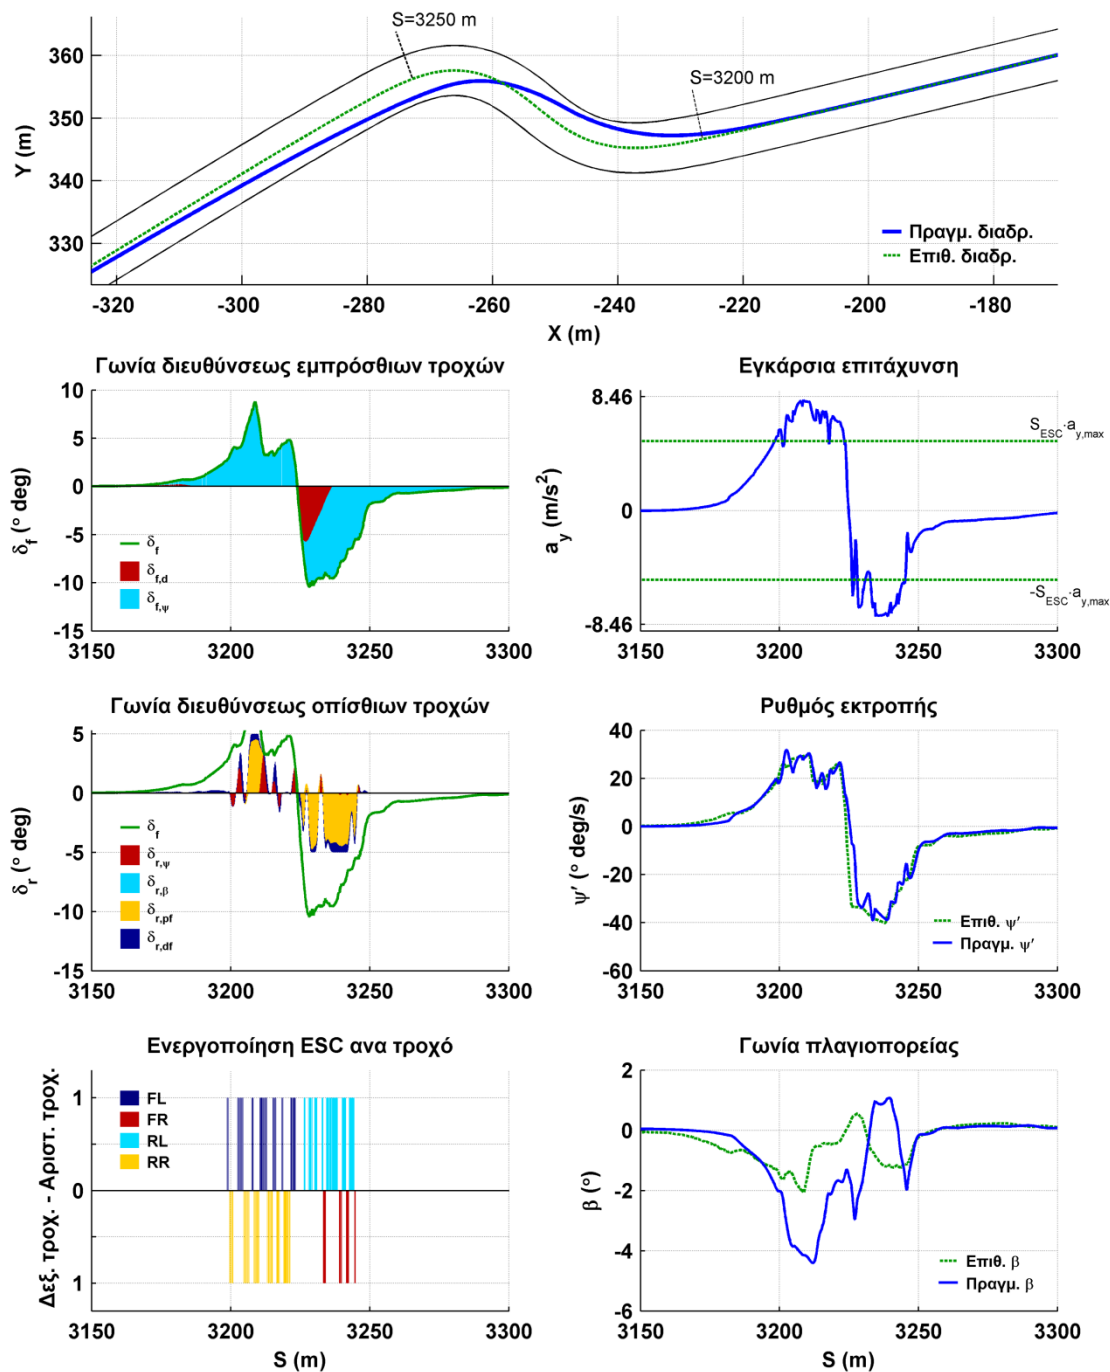 S=3250 m
S=3200 m
360
350
340
330
Y (m)
Πραγμ. διαδρ.
Επιθ. διαδρ.
-320 -300 -280 -260 -240 -220 -200 -180
X (m)
Γωνία διευθύνσεως εμπρόσθιων τροχών
10
5
0
-5
-10
-15
δf (° deg)
δf
δf,d
δf,ψ
3150 3200 3250 3300
Εγκάρσια επιτάχυνση
8.46
0
-8.46
ay (m/s²)
SESC·ay,max
-SESC·ay,max
3150 3200 3250 3300
Γωνία διευθύνσεως οπίσθιων τροχών
5
0
-5
-10
-15
δr (° deg)
δf
δr,ψ
δr,β
δr,pf
δr,df
3150 3200 3250 3300
Ρυθμός εκτροπής
40
20
0
-20
-40
-60
ψ' (° deg/s)
Επιθ. ψ'
Πραγμ. ψ'
3150 3200 3250 3300
Ενεργοποίηση ESC ανα τροχό
1
0
1
Δεξ. τροχ. - Αριστ. τροχ.
FL
FR
RL
RR
3150 3200 3250 3300
S (m)
Γωνία πλαγιοπορείας
2
0
-2
-4
-6
β (°)
Επιθ. β
Πραγμ. β
3150 3200 3250 3300
S (m)